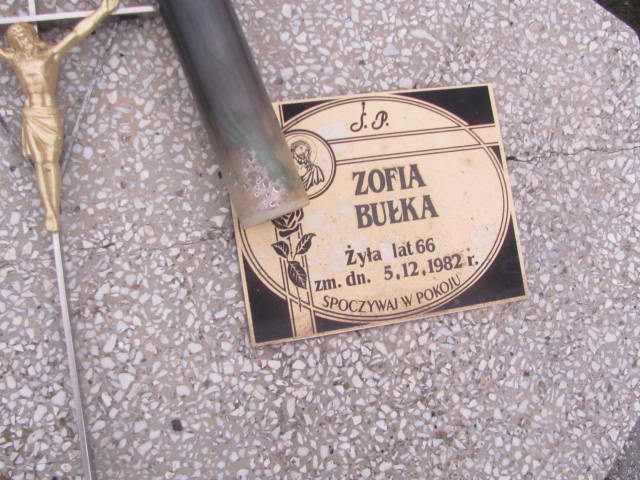 Ś. P.
ZOFIA
BUŁKA
Żyła lat 66
zm. dn. 5.12.1982 r.
SPOCZYWAJ W POKOJU